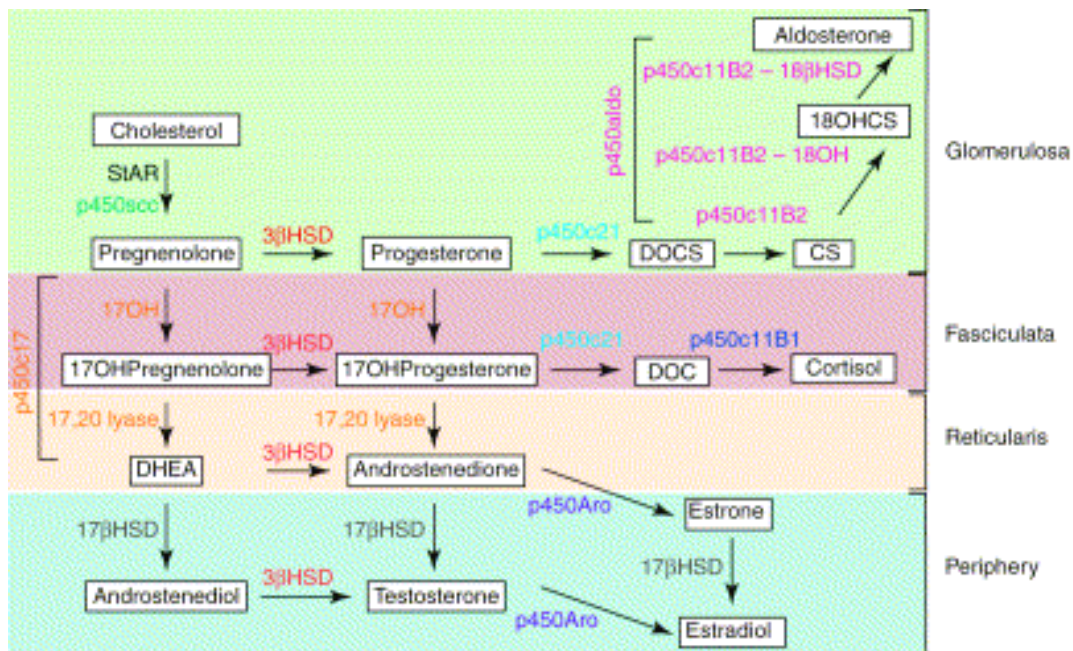 Aldosterone
p450c11B2 – 18βHSD
p450aldo
Cholesterol
18OHCS
Glomerulosa
StAR
p450c11B2 – 18OH
p450scc
p450c11B2
3βHSD
p450c21
Pregnenolone
Progesterone
DOCS
CS
p450c17
17OH
17OH
Fasciculata
3βHSD
p450c21
p450c11B1
17OHPregnenolone
17OHProgesterone
DOC
Cortisol
17,20 lyase
17,20 lyase
Reticularis
3βHSD
DHEA
Androstenedione
p450Aro
Estrone
17βHSD
17βHSD
17βHSD
Periphery
3βHSD
Androstenediol
Testosterone
p450Aro
Estradiol